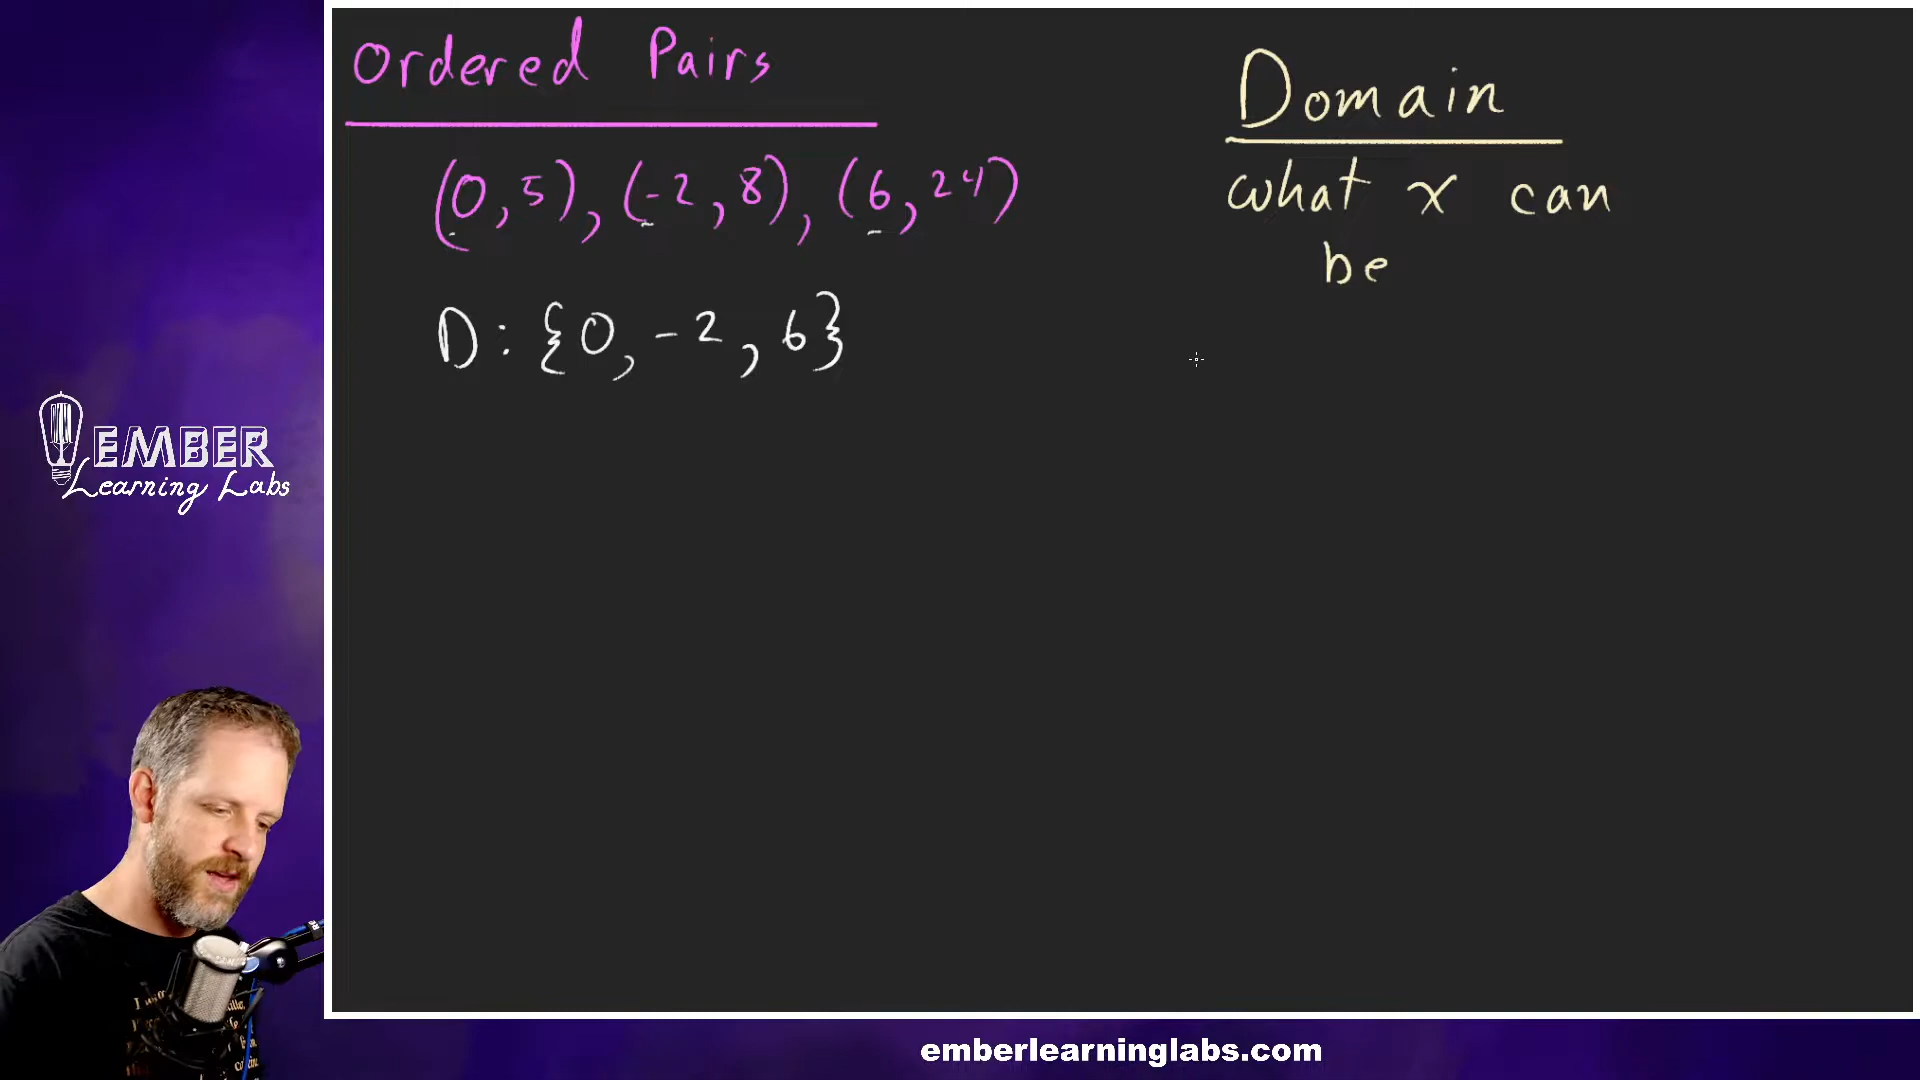 Ordered Pairs
(0,5), (-2,8), (6,24)
D: {0, -2, 6}
Domain
what x can
be
EMBER
Learning Labs
emberlearninglabs.com